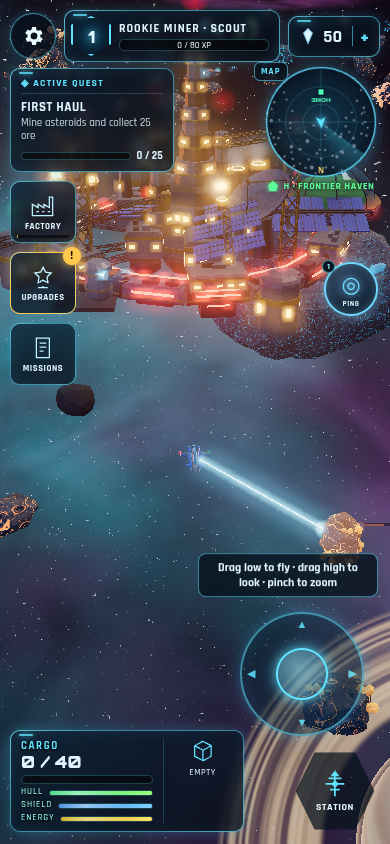 1
ROOKIE MINER · SCOUT
0 / 80 XP
50
+
MAP
ACTIVE QUEST
FIRST HAUL
Mine asteroids and collect 25
ore
0 / 25
HOME
N
FRONTIER HAVEN
FACTORY
!
UPGRADES
1
PING
MISSIONS
Drag low to fly · drag high to
look · pinch to zoom
CARGO
0 / 40
EMPTY
HULL
SHIELD
ENERGY
STATION